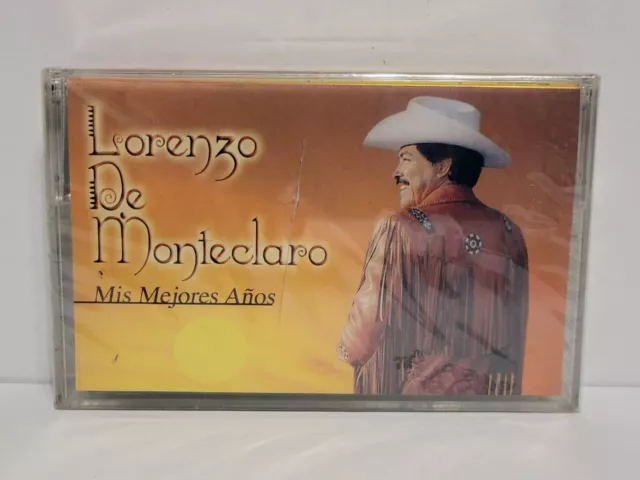 Lorenzo
De
Monteclaro
Mis Mejores Años